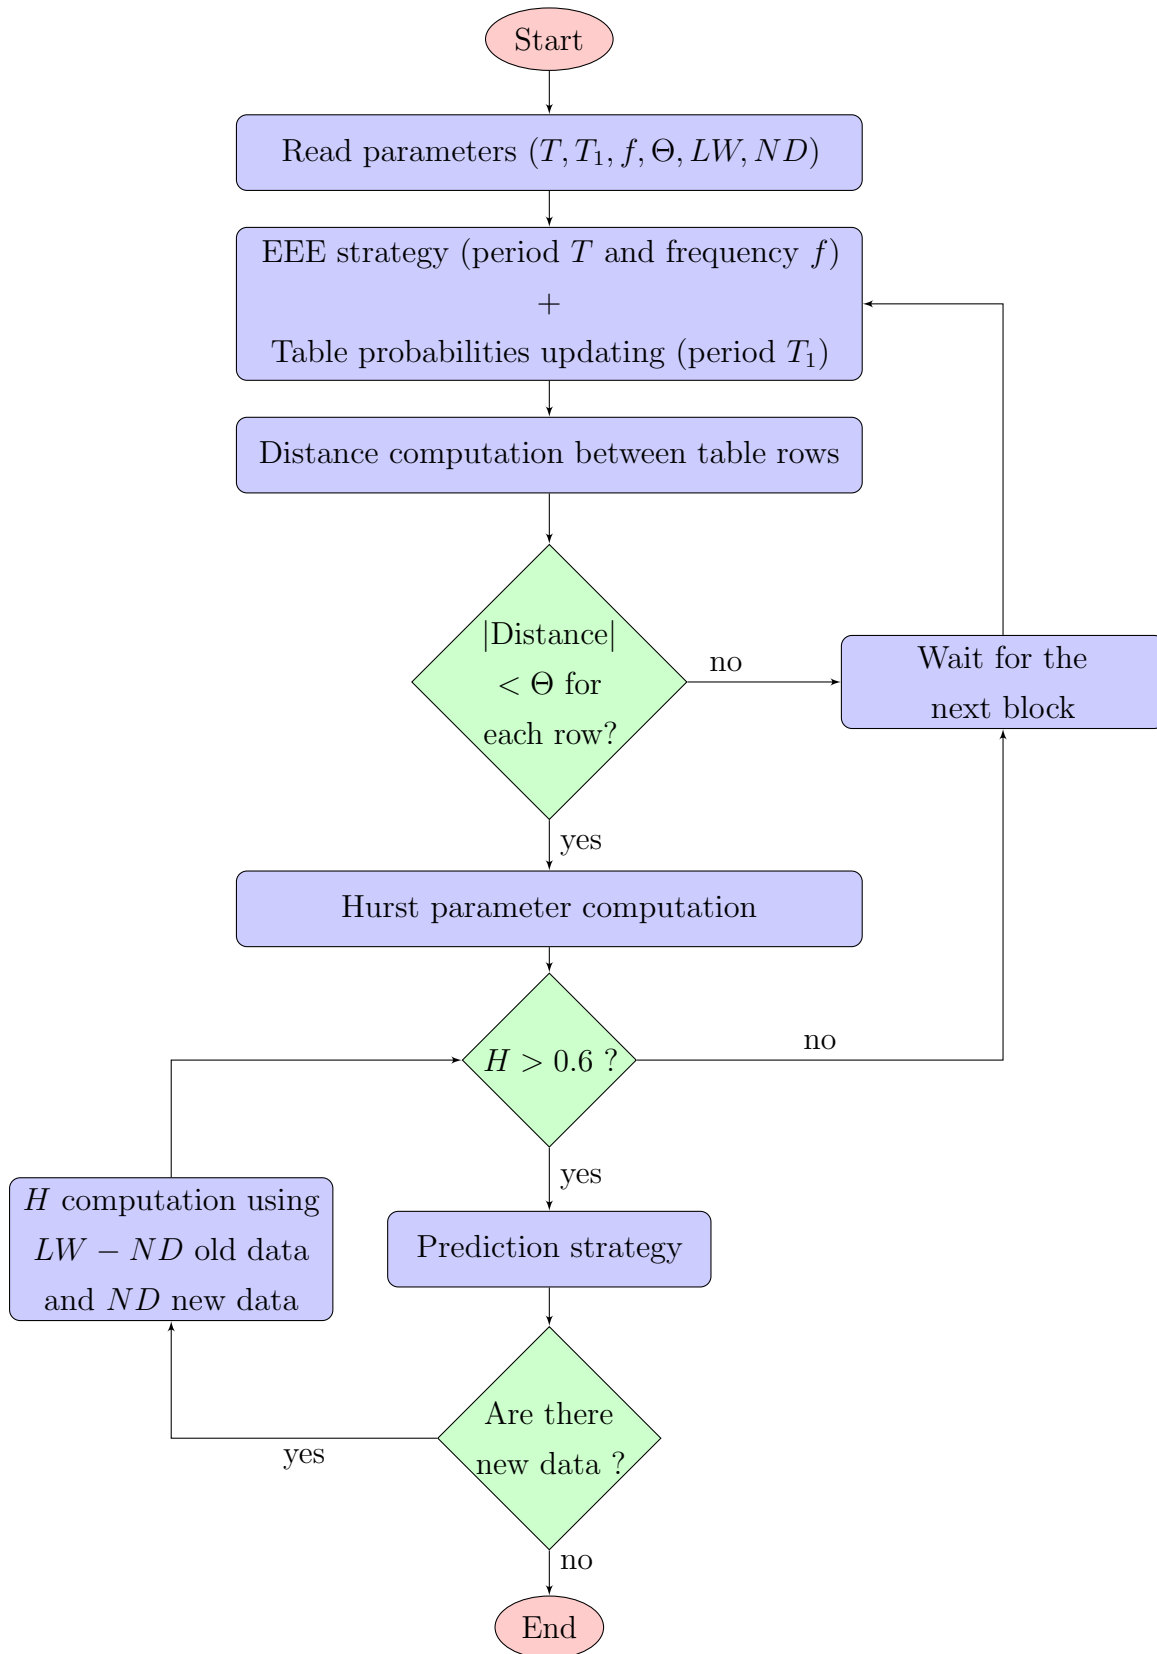 Start
Read parameters (T, T₁, f, Θ, LW, ND)
EEE strategy (period T and frequency f)
+
Table probabilities updating (period T₁)
Distance computation between table rows
|Distance|
< Θ for
each row?
no
Wait for the
next block
yes
Hurst parameter computation
H > 0.6 ?
no
yes
H computation using
LW − ND old data
and ND new data
Prediction strategy
Are there
new data ?
yes
no
End